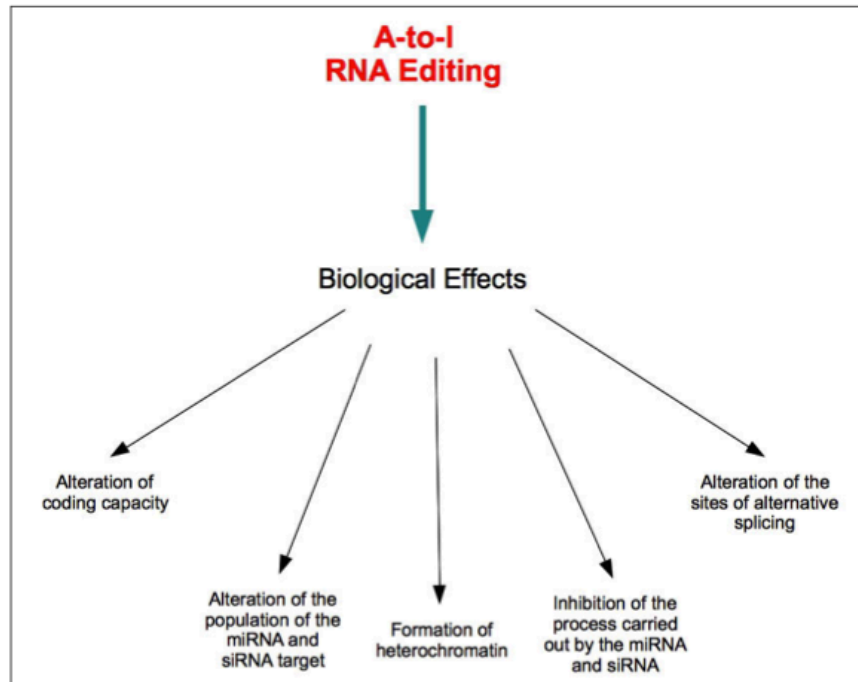 A-to-I
RNA Editing
Biological Effects
Alteration of
coding capacity
Alteration of the
population of the
miRNA and
siRNA target
Formation of
heterochromatin
Inhibition of the
process carried
out by the miRNA
and siRNA
Alteration of the
sites of alternative
splicing